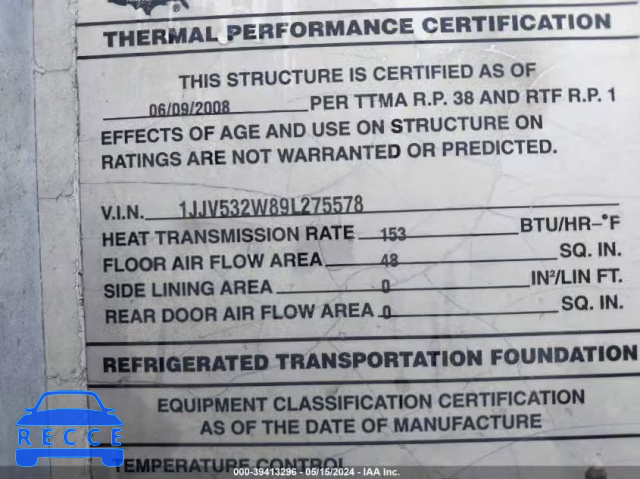 THERMAL PERFORMANCE CERTIFICATION
THIS STRUCTURE IS CERTIFIED AS OF
06/09/2008 PER TTMA R.P. 38 AND RTF R.P. 1
EFFECTS OF AGE AND USE ON STRUCTURE ON
RATINGS ARE NOT WARRANTED OR PREDICTED.
V.I.N. 1JJV532W89L275578
HEAT TRANSMISSION RATE 153 BTU/HR-°F
FLOOR AIR FLOW AREA 48 SQ. IN.
SIDE LINING AREA 0 IN²/LIN FT.
REAR DOOR AIR FLOW AREA 0 SQ. IN.
REFRIGERATED TRANSPORTATION FOUNDATION
EQUIPMENT CLASSIFICATION CERTIFICATION
AS OF THE DATE OF MANUFACTURE
TEMPERATURE CONTROL
RECCE
000-39413296 - 05/15/2024 - IAA Inc.